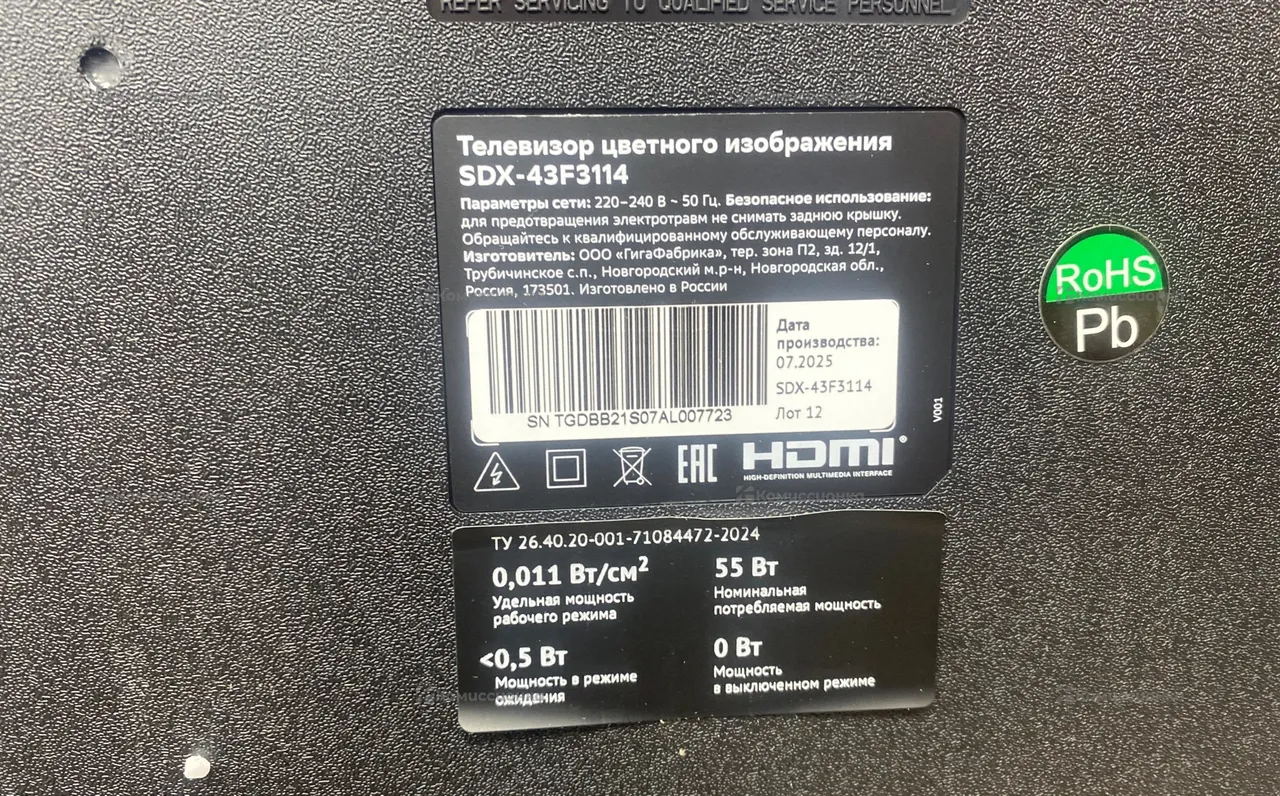 REFER SERVICING TO QUALIFIED SERVICE PERSONNEL.
Телевизор цветного изображения
SDX-43F3114
Параметры сети: 220–240 В ~ 50 Гц. Безопасное использование:
для предотвращения электротравм не снимать заднюю крышку.
Обращайтесь к квалифицированному обслуживающему персоналу.
Изготовитель: ООО «ГигаФабрика», тер. зона П2, зд. 12/1,
Трубичинское с.п., Новгородский м.р-н, Новгородская обл.,
Россия, 173501. Изготовлено в России
Дата
производства:
07.2025
SDX-43F3114
Лот 12
SN TGDBB21S07AL007723
V001
EAC
HDMI
HIGH-DEFINITION MULTIMEDIA INTERFACE
RoHS
Pb
Комиссионка
ТУ 26.40.20-001-71084472-2024
0,011 Вт/см²
Удельная мощность
рабочего режима
55 Вт
Номинальная
потребляемая мощность
<0,5 Вт
Мощность в режиме
ожидения
0 Вт
Мощность
в выключенном режиме